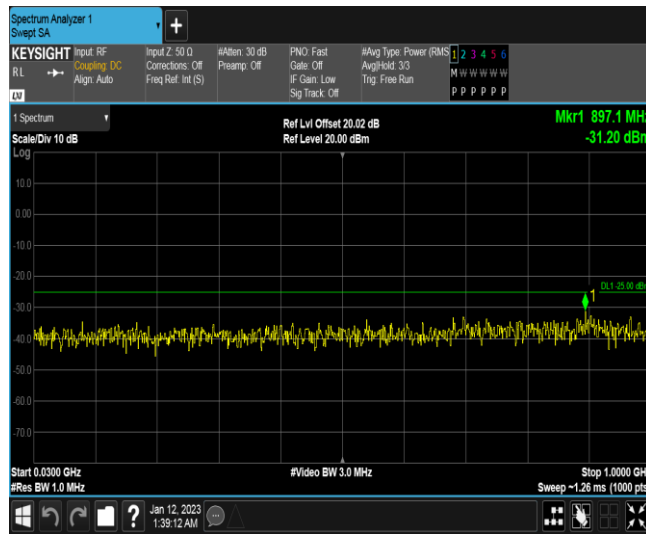 Spectrum Analyzer 1
Swept SA
+
KEYSIGHT
RL
LXI
Input: RF
Coupling: DC
Align: Auto
Input Z: 50 Ω
Corrections: Off
Freq Ref: Int (S)
#Atten: 30 dB
Preamp: Off
PNO: Fast
Gate: Off
IF Gain: Low
Sig Track: Off
#Avg Type: Power (RMS
Avg|Hold: 3/3
Trig: Free Run
1 2 3 4 5 6
M W W W W W
P P P P P P
1 Spectrum
Scale/Div 10 dB
Log
Ref Lvl Offset 20.02 dB
Ref Level 20.00 dBm
Mkr1 897.1 MHz
-31.20 dBm
10.0
0.00
-10.0
-20.0
-30.0
-40.0
-50.0
-60.0
-70.0
DL1 -25.00 dBm
1
Start 0.0300 GHz
#Res BW 1.0 MHz
#Video BW 3.0 MHz
Stop 1.0000 GH
Sweep ~1.26 ms (1000 pts
?
Jan 12, 2023
1:39:12 AM